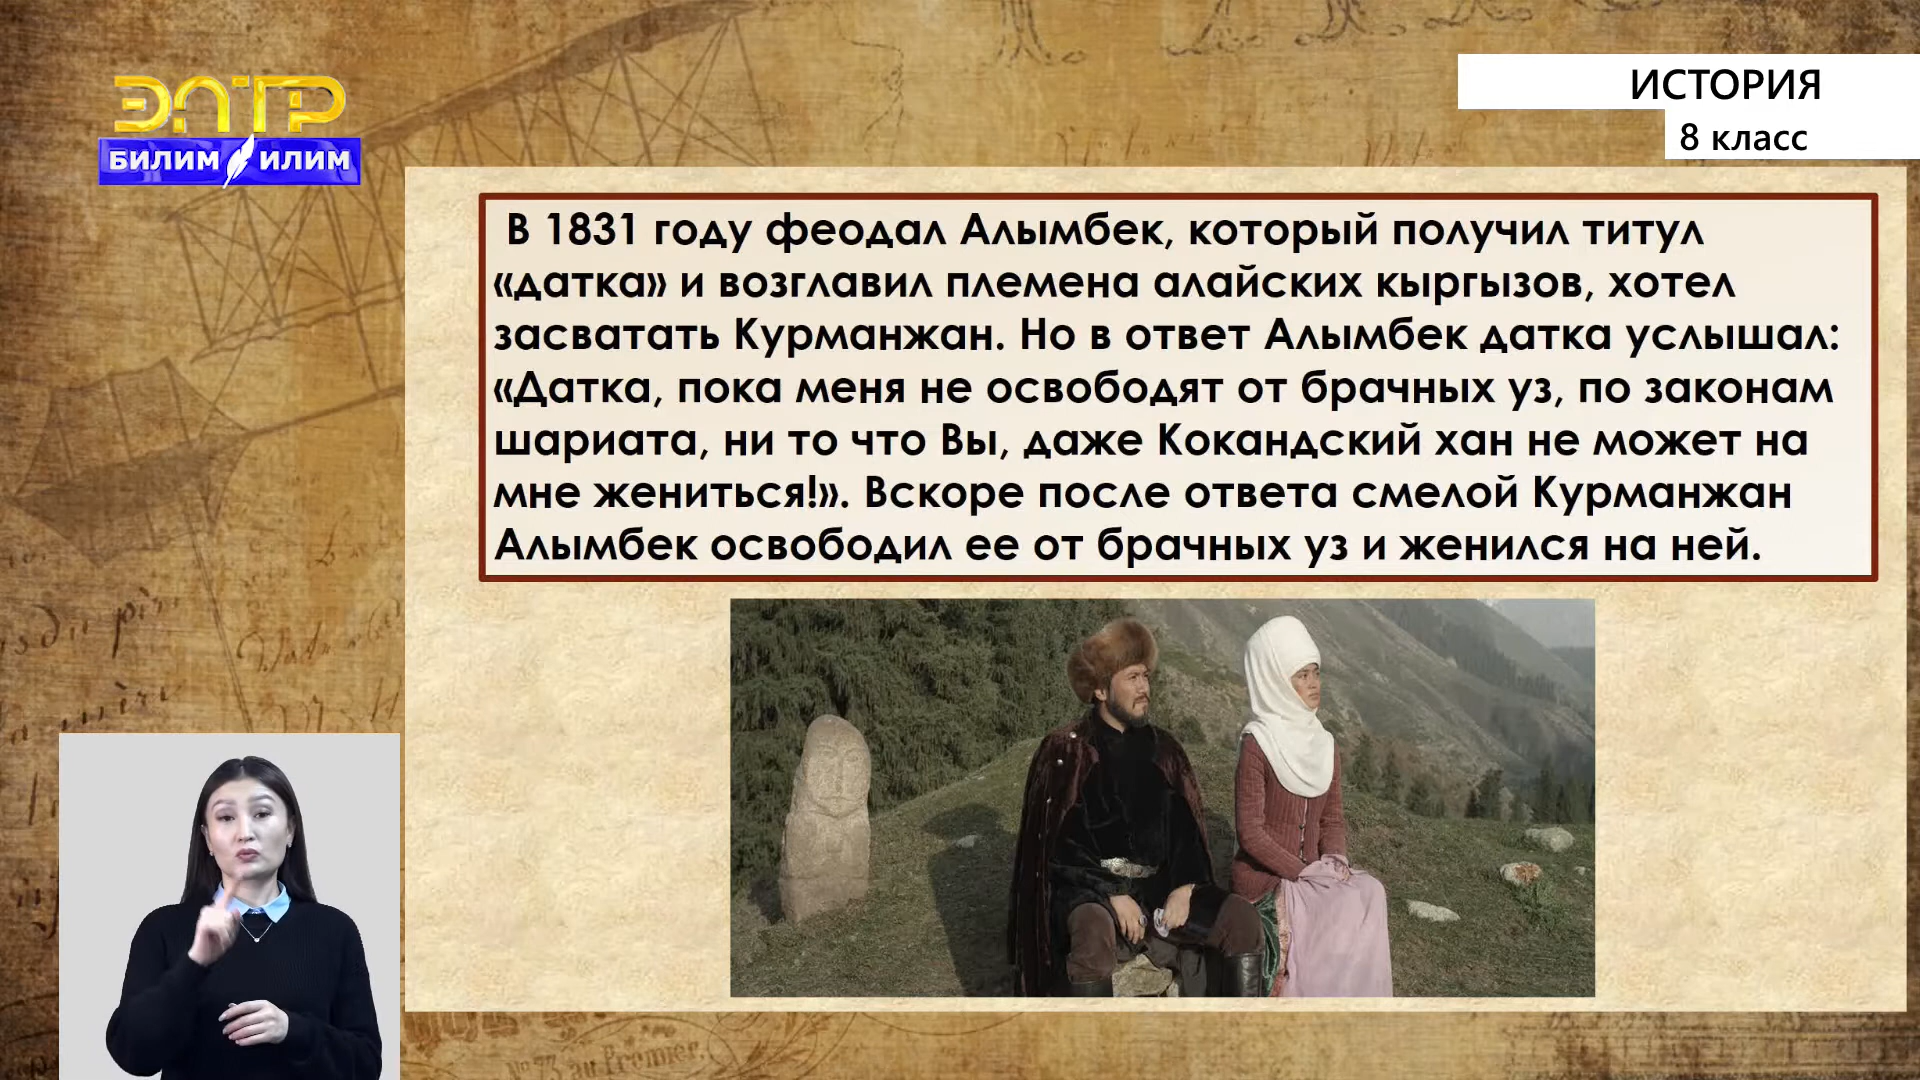 ЭЛТР
БИЛИМ ИЛИМ
ИСТОРИЯ
8 класс
В 1831 году феодал Алымбек, который получил титул
«датка» и возглавил племена алайских кыргызов, хотел
засватать Курманжан. Но в ответ Алымбек датка услышал:
«Датка, пока меня не освободят от брачных уз, по законам
шариата, ни то что Вы, даже Кокандский хан не может на
мне жениться!». Вскоре после ответа смелой Курманжан
Алымбек освободил ее от брачных уз и женился на ней.